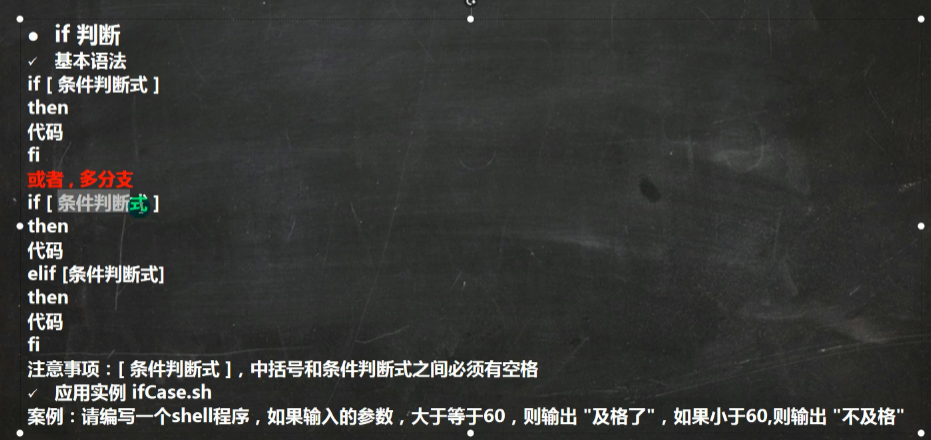 ● if 判断
✓ 基本语法
if [ 条件判断式 ]
then
代码
fi
或者，多分支
if [ 条件判断式 ]
then
代码
elif [条件判断式]
then
代码
fi
注意事项：[ 条件判断式 ]，中括号和条件判断式之间必须有空格
✓ 应用实例 ifCase.sh
案例：请编写一个shell程序，如果输入的参数，大于等于60，则输出 "及格了"，如果小于60,则输出 "不及格"